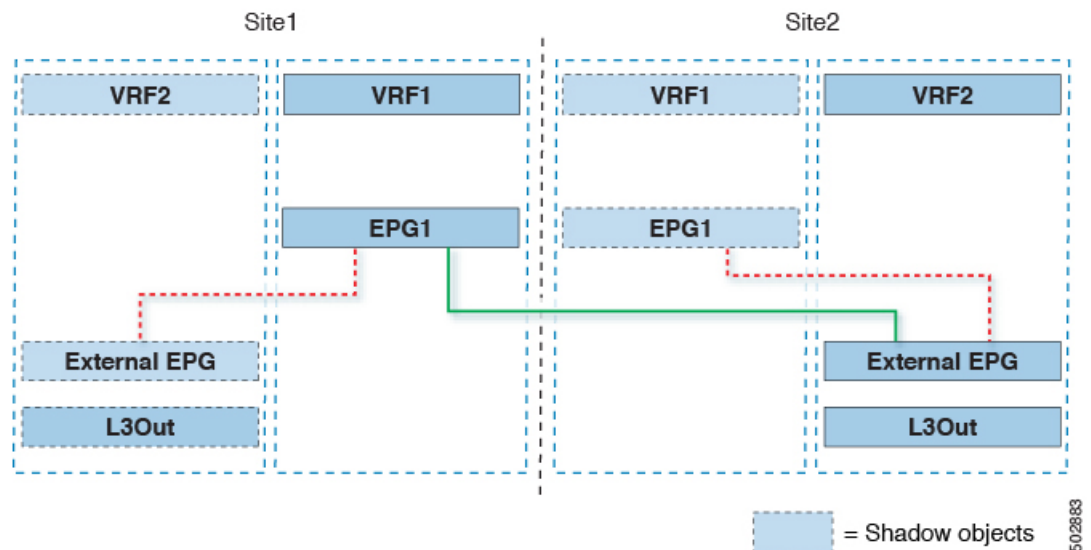 Site1
Site2
VRF2
VRF1
VRF1
VRF2
EPG1
EPG1
External EPG
External EPG
L3Out
L3Out
= Shadow objects
502883